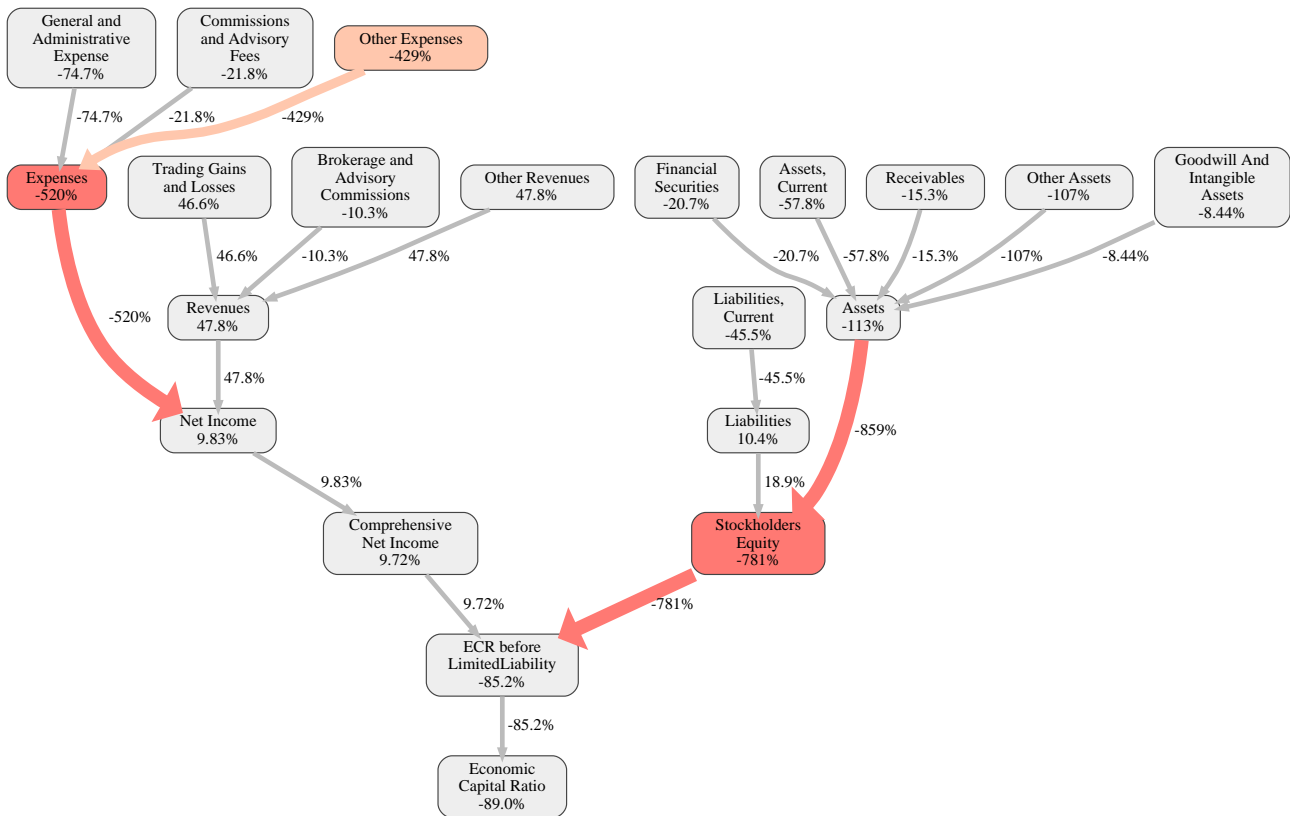 General and
Administrative
Expense
-74.7%
Commissions
and Advisory
Fees
-21.8%
Other Expenses
-429%
-74.7%
-21.8%
-429%
Expenses
-520%
Trading Gains
and Losses
46.6%
Brokerage and
Advisory
Commissions
-10.3%
Other Revenues
47.8%
Financial
Securities
-20.7%
Assets,
Current
-57.8%
Receivables
-15.3%
Other Assets
-107%
Goodwill And
Intangible
Assets
-8.44%
46.6%
-10.3%
47.8%
-20.7%
-57.8%
-15.3%
-107%
-8.44%
-520%
Revenues
47.8%
Liabilities,
Current
-45.5%
Assets
-113%
47.8%
-45.5%
-859%
Net Income
9.83%
Liabilities
10.4%
9.83%
18.9%
Comprehensive
Net Income
9.72%
Stockholders
Equity
-781%
9.72%
-781%
ECR before
LimitedLiability
-85.2%
-85.2%
Economic
Capital Ratio
-89.0%